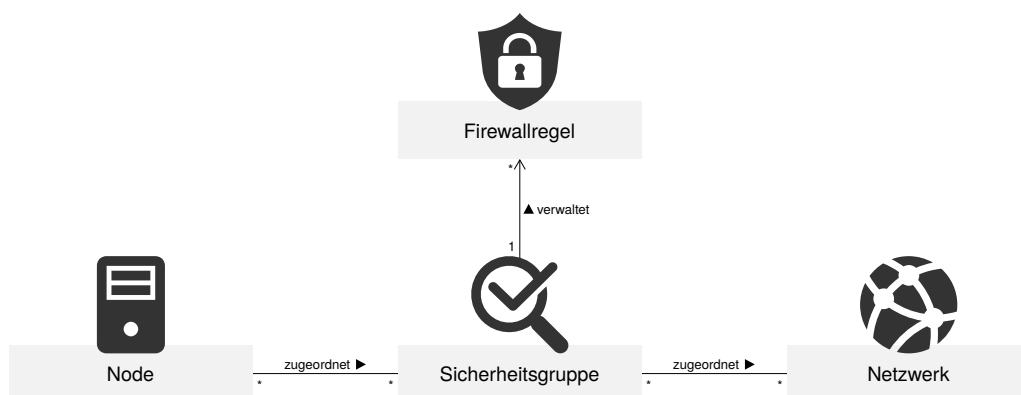 Firewallregel
*
▲ verwaltet
1
zugeordnet ▶
zugeordnet ▶
Node
* *
Sicherheitsgruppe
* *
Netzwerk